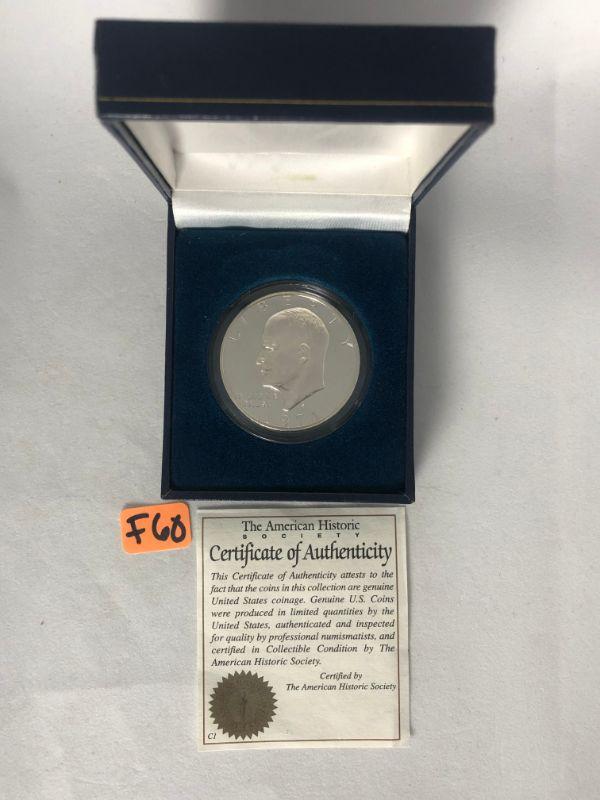 LIBERTY
F60
The American Historic
SOCIETY
Certificate of Authenticity
This Certificate of Authenticity attests to the
fact that the coins in this collection are genuine
United States coinage. Genuine U.S. Coins
were produced in limited quantities by the
United States, authenticated and inspected
for quality by professional numismatists, and
certified in Collectible Condition by The
American Historic Society.
Certified by
The American Historic Society
C1